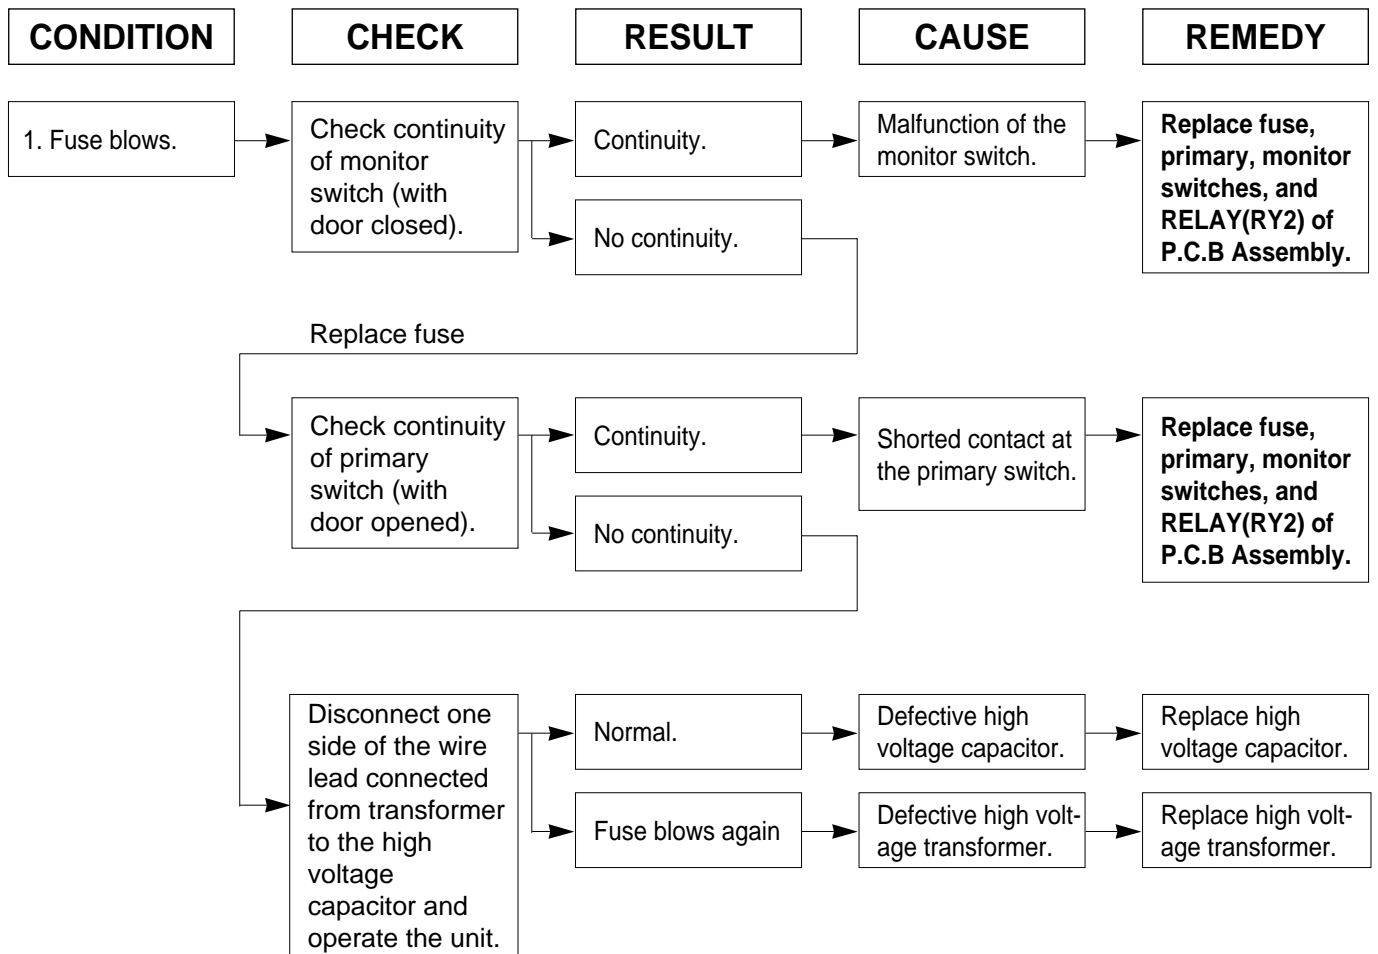 CONDITION
CHECK
RESULT
CAUSE
REMEDY
1. Fuse blows.
Check continuity
of monitor
switch (with
door closed).
Continuity.
Malfunction of the
monitor switch.
Replace fuse,
primary, monitor
switches, and
RELAY(RY2) of
P.C.B Assembly.
No continuity.
Replace fuse
Check continuity
of primary
switch (with
door opened).
Continuity.
Shorted contact at
the primary switch.
Replace fuse,
primary, monitor
switches, and
RELAY(RY2) of
P.C.B Assembly.
No continuity.
Disconnect one
side of the wire
lead connected
from transformer
to the high
voltage
capacitor and
operate the unit.
Normal.
Defective high
voltage capacitor.
Replace high
voltage capacitor.
Fuse blows again
Defective high volt-
age transformer.
Replace high volt-
age transformer.